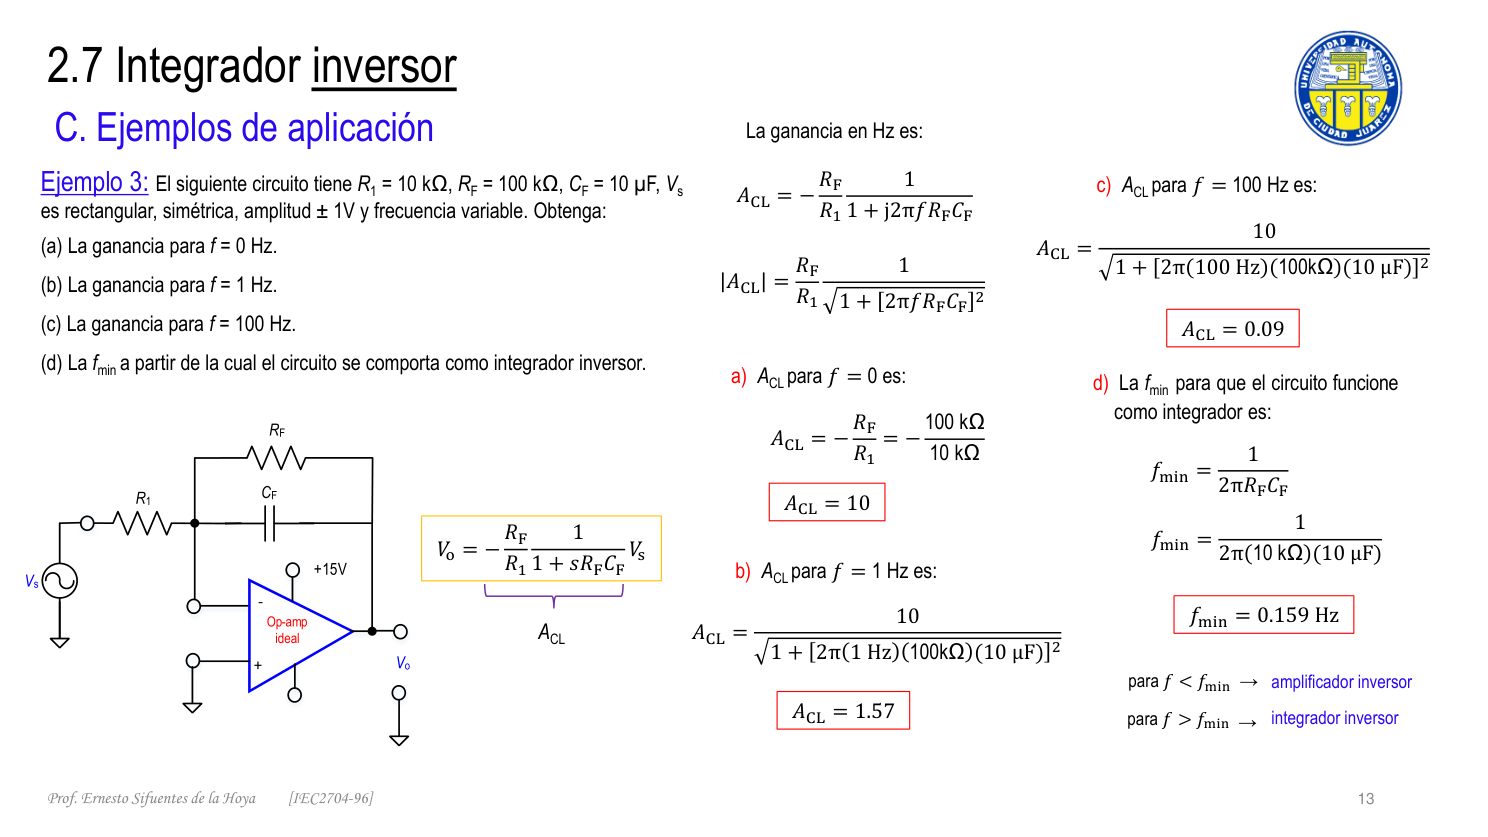 2.7 Integrador inversor
C. Ejemplos de aplicación
Ejemplo 3: El siguiente circuito tiene R1 = 10 kΩ, RF = 100 kΩ, CF = 10 µF, Vs
es rectangular, simétrica, amplitud ± 1V y frecuencia variable. Obtenga:
(a) La ganancia para f = 0 Hz.
(b) La ganancia para f = 1 Hz.
(c) La ganancia para f = 100 Hz.
(d) La fmin a partir de la cual el circuito se comporta como integrador inversor.
RF
R1
CF
Vs
+15V
-
Op-amp
ideal
+
Vo
Vo = −RF/R1 1/(1 + sRFCF) Vs
ACL
La ganancia en Hz es:
ACL = −RF/R1 1/(1 + j2πfRFCF)
|ACL| = RF/R1 1/√(1 + [2πfRFCF]²)
a) ACL para f = 0 es:
ACL = −RF/R1 = −100 kΩ/10 kΩ
ACL = 10
b) ACL para f = 1 Hz es:
ACL = 10/√(1 + [2π(1 Hz)(100kΩ)(10 µF)]²)
ACL = 1.57
c) ACL para f = 100 Hz es:
ACL = 10/√(1 + [2π(100 Hz)(100kΩ)(10 µF)]²)
ACL = 0.09
d) La fmin para que el circuito funcione
como integrador es:
fmin = 1/(2πRFCF)
fmin = 1/(2π(10 kΩ)(10 µF))
fmin = 0.159 Hz
para f < fmin → amplificador inversor
para f > fmin → integrador inversor
UNIVERSIDAD AUTONOMA
DE CIUDAD JUAREZ
Prof. Ernesto Sifuentes de la Hoya [IEC2704-96]
13